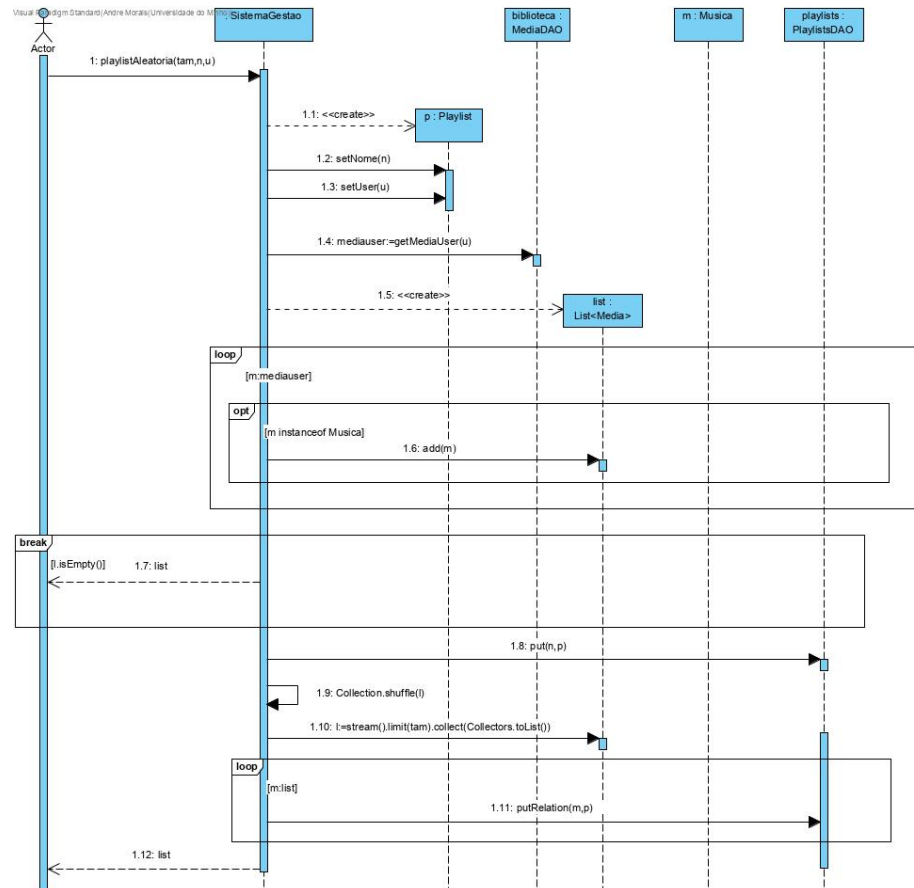 Visual Paradigm Standard(Andre Morais(Universidade do Minho))
: SistemaGestao
biblioteca :
MediaDAO
m : Musica
playlists :
PlaylistsDAO
Actor
1: playlistAleatoria(tam,n,u)
1.1: <<create>>
p : Playlist
1.2: setNome(n)
1.3: setUser(u)
1.4: mediauser:=getMediaUser(u)
1.5: <<create>>
list :
List<Media>
loop
[m:mediauser]
opt
[m instanceof Musica]
1.6: add(m)
break
[l.isEmpty()]
1.7: list
1.8: put(n,p)
1.9: Collection.shuffle(l)
1.10: l:=stream().limit(tam).collect(Collectors.toList())
loop
[m:list]
1.11: putRelation(m,p)
1.12: list